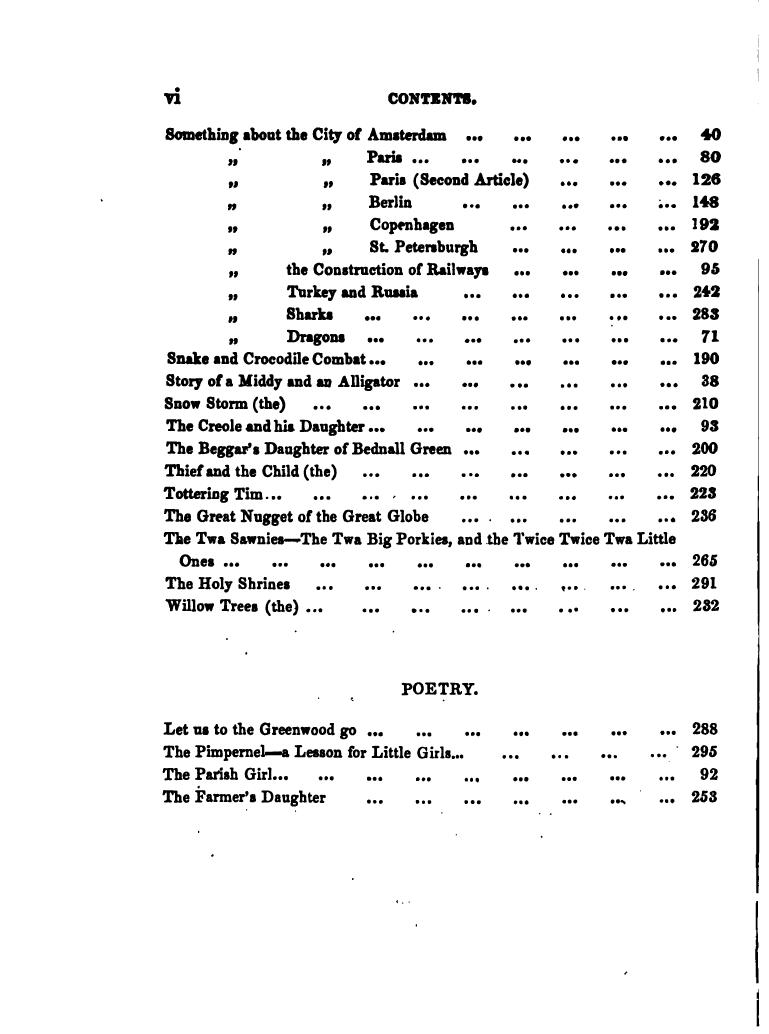 vi CONTENTS.
Something about the City of Amsterdam ... ... ... ... ... 40
„ „ Paris ... ... ... ... ... ... 80
„ „ Paris (Second Article) ... ... ... 126
„ „ Berlin ... ... ... ... ... 148
„ „ Copenhagen ... ... ... ... 192
„ „ St. Petersburgh ... ... ... ... 270
„ the Construction of Railways ... ... ... ... 95
„ Turkey and Russia ... ... ... ... ... 242
„ Sharks ... ... ... ... ... ... ... 283
„ Dragons ... ... ... ... ... ... ... 71
Snake and Crocodile Combat ... ... ... ... ... ... ... 190
Story of a Middy and an Alligator ... ... ... ... ... ... 38
Snow Storm (the) ... ... ... ... ... ... ... ... 210
The Creole and his Daughter ... ... ... ... ... ... ... 93
The Beggar's Daughter of Bednall Green ... ... ... ... ... 200
Thief and the Child (the) ... ... ... ... ... ... ... 220
Tottering Tim... ... ... ... ... ... ... ... ... 223
The Great Nugget of the Great Globe ... ... ... ... ... 236
The Twa Sawnies—The Twa Big Porkies, and the Twice Twice Twa Little
Ones ... ... ... ... ... ... ... ... ... ... 265
The Holy Shrines ... ... ... ... ... ... ... ... 291
Willow Trees (the) ... ... ... ... ... ... ... ... 232
POETRY.
Let us to the Greenwood go ... ... ... ... ... ... ... 288
The Pimpernel—a Lesson for Little Girls... ... ... ... ... 295
The Parish Girl... ... ... ... ... ... ... ... ... 92
The Farmer's Daughter ... ... ... ... ... ... ... 253